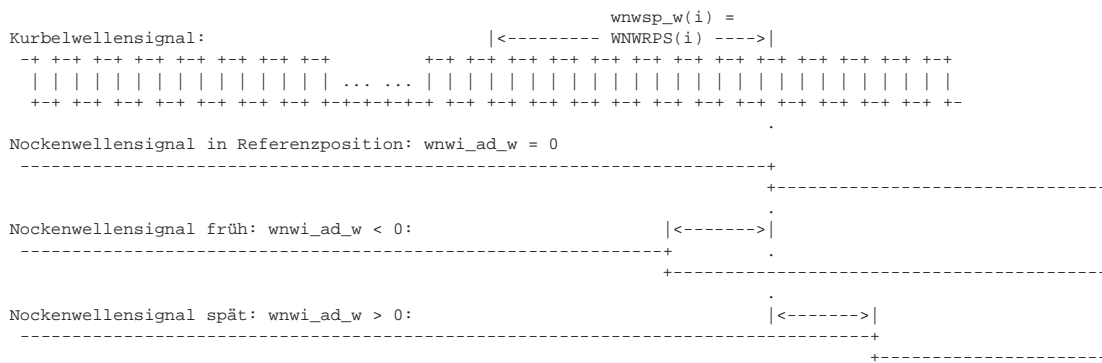 wnwsp_w(i) =
Kurbelwellensignal: |<--------- WNWRPS(i) ---->|
-+ +-+ +-+ +-+ +-+ +-+ +-+ +-+ +-+ +-+ +-+ +-+ +-+ +-+ +-+ +-+ +-+ +-+ +-+ +-+ +-+
| | | | | | | | | | | | | | | ... ... | | | | | | | | | | | | | | | | | | | | | | | | | |
+-+ +-+ +-+ +-+ +-+ +-+ +-+ +-+-+-+-+ +-+ +-+ +-+ +-+ +-+ +-+ +-+ +-+ +-+ +-+ +-+ +-+ +-
.
Nockenwellensignal in Referenzposition: wnwi_ad_w = 0
------------------------------------------------------------------------+
+--------------------------------
.
Nockenwellensignal früh: wnwi_ad_w < 0: |<------->|
--------------------------------------------------------------+ .
+------------------------------------------
.
Nockenwellensignal spät: wnwi_ad_w > 0: |<------->|
----------------------------------------------------------------------------------+
+----------------------